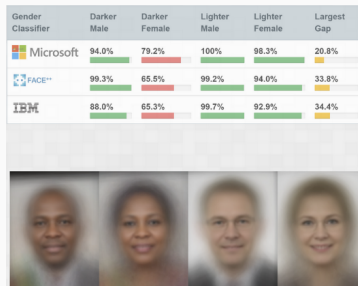 Gender Classifier Darker Male Darker Female Lighter Male Lighter Female Largest Gap
Microsoft 94.0% 79.2% 100% 98.3% 20.8%
FACE++ 99.3% 65.5% 99.2% 94.0% 33.8%
IBM 88.0% 65.3% 99.7% 92.9% 34.4%